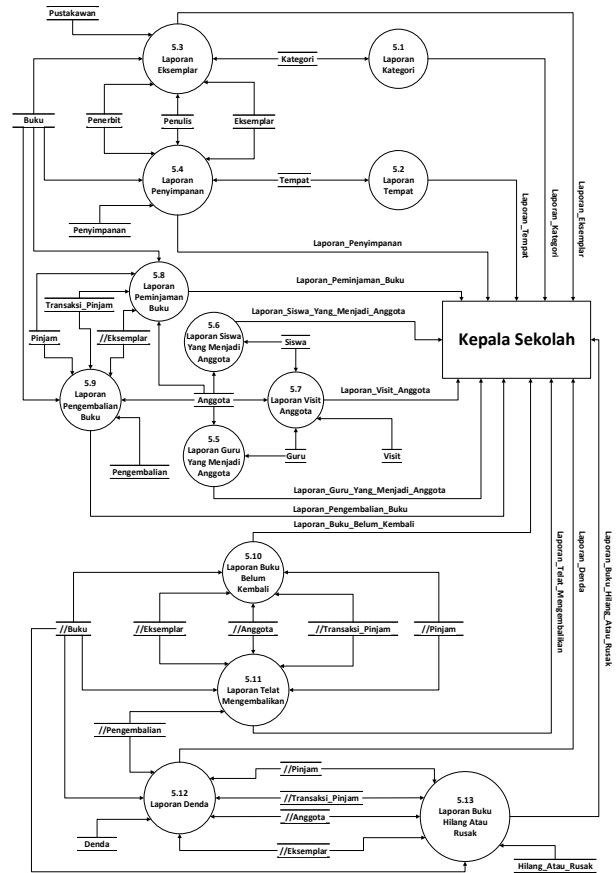 Pustakawan
5.3
Laporan
Eksemplar
Kategori
5.1
Laporan
Kategori
Buku
Penerbit
Penulis
Eksemplar
5.4
Laporan
Penyimpanan
Tempat
5.2
Laporan
Tempat
Penyimpanan
Laporan_Penyimpanan
Laporan_Tempat
Laporan_Kategori
Laporan_Eksemplar
5.8
Laporan
Peminjaman
Buku
Laporan_Peminjaman_Buku
Transaksi_Pinjam
Pinjam
//Eksemplar
5.6
Laporan Siswa
Yang Menjadi
Anggota
Laporan_Siswa_Yang_Menjadi_Anggota
Siswa
Kepala Sekolah
5.9
Laporan
Pengembalian
Buku
Anggota
5.7
Laporan Visit
Anggota
Laporan_Visit_Anggota
5.5
Laporan Guru
Yang Menjadi
Anggota
Guru
Visit
Pengembalian
Laporan_Guru_Yang_Menjadi_Anggota
Laporan_Pengembalian_Buku
Laporan_Buku_Belum_Kembali
Laporan_Telat_Mengembalikan
Laporan_Denda
Laporan_Buku_Hilang_Atau_Rusak
5.10
Laporan Buku
Belum
Kembali
//Buku
//Eksemplar
//Anggota
//Transaksi_Pinjam
//Pinjam
5.11
Laporan Telat
Mengembalikan
//Pengembalian
5.12
Laporan Denda
//Pinjam
//Transaksi_Pinjam
//Anggota
//Eksemplar
5.13
Laporan Buku
Hilang Atau
Rusak
Denda
Hilang_Atau_Rusak